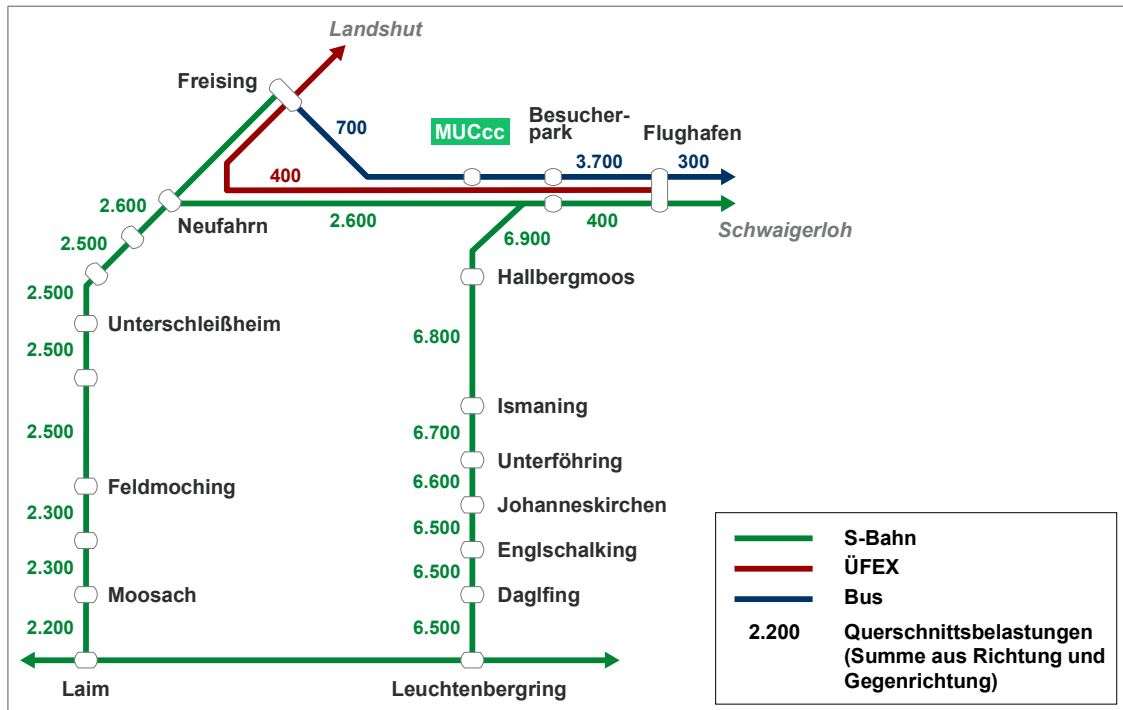 Landshut
Freising
700
MUCcc
Besucher-
park
Flughafen
3.700
300
400
2.600
Neufahrn
2.600
400
Schwaigerloh
2.500
6.900
2.500
Hallbergmoos
Unterschleißheim
6.800
2.500
Ismaning
2.500
6.700
Unterföhring
Feldmoching
6.600
2.300
Johanneskirchen
6.500
Englschalking
2.300
6.500
Moosach
Daglfing
2.200
6.500
Laim
Leuchtenbergring
S-Bahn
ÜFEX
Bus
2.200
Querschnittsbelastungen
(Summe aus Richtung und
Gegenrichtung)